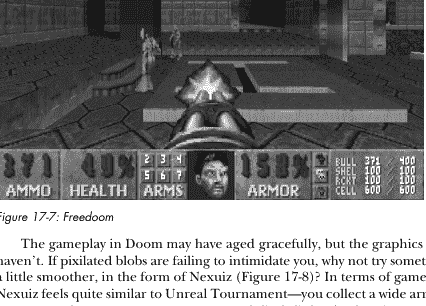 371
2 3 4
5 6 7
AMMO HEALTH ARMS ARMOR
BULL 371 / 400
SHEL 100 / 100
RCKT 100 / 100
CELL 600 / 600
igure 17-7: Freedoom
The gameplay in Doom may have aged gracefully, but the graphics
haven't. If pixilated blobs are failing to intimidate you, why not try somet
a little smoother, in the form of Nexuiz (Figure 17-8)? In terms of game
Nexuiz feels quite similar to Unreal Tournament—you collect a wide arr